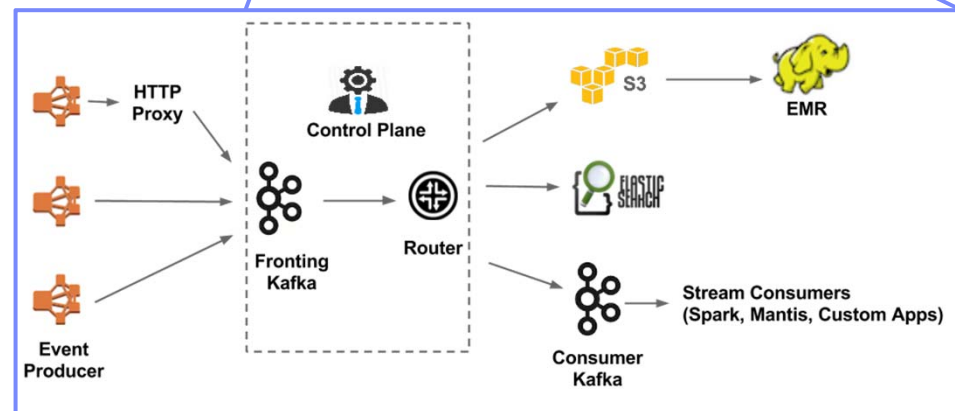 HTTP
Proxy
Control Plane
S3
EMR
ELASTIC
SEARCH
Fronting
Kafka
Router
Stream Consumers
(Spark, Mantis, Custom Apps)
Event
Producer
Consumer
Kafka